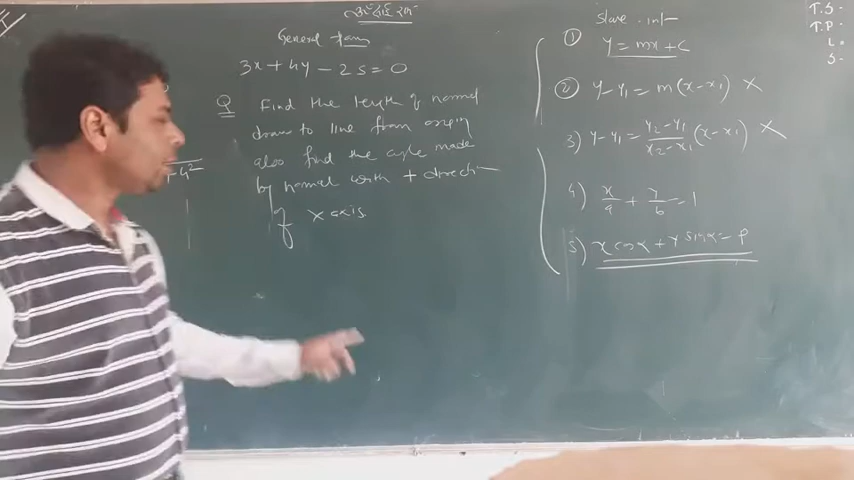 General form
3x + 4y - 25 = 0
Q Find the length of normal
drawn to line from origin
also find the angle made
by normal with + direction
of X axis.
① y = mx + c
② y - y₁ = m(x - x₁) ×
3) y - y₁ = y₂ - y₁ / x₂ - x₁ (x - x₁) ×
4) x/a + y/b = 1
5) x cos α + y sin α = P
T.S-
T.P-